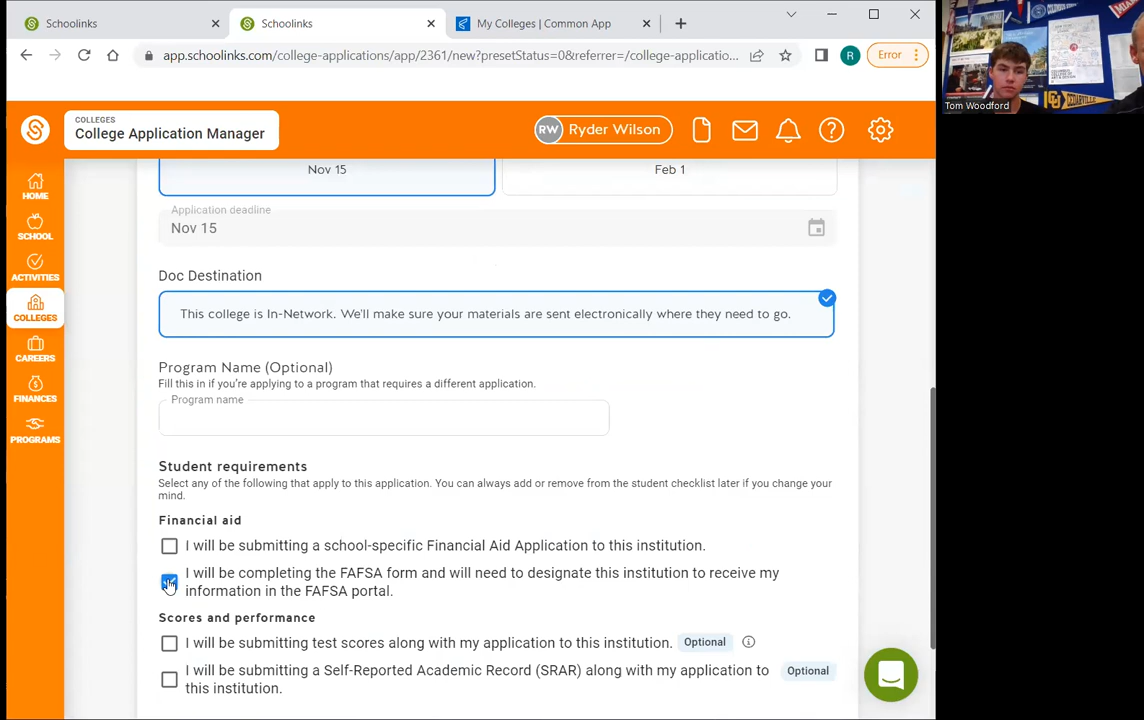 Schoolinks
Schoolinks
My Colleges | Common App
app.schoolinks.com/college-applications/app/2361/new?presetStatus=0&referrer=/college-applicatio...
R
Error
COLLEGES
College Application Manager
RW
Ryder Wilson
Tom Woodford
CEDARVILLE
HOME
SCHOOL
ACTIVITIES
COLLEGES
CAREERS
FINANCES
PROGRAMS
Nov 15
Feb 1
Application deadline
Nov 15
Doc Destination
This college is In-Network. We'll make sure your materials are sent electronically where they need to go.
Program Name (Optional)
Fill this in if you're applying to a program that requires a different application.
Program name
Student requirements
Select any of the following that apply to this application. You can always add or remove from the student checklist later if you change your
mind.
Financial aid
I will be submitting a school-specific Financial Aid Application to this institution.
I will be completing the FAFSA form and will need to designate this institution to receive my
information in the FAFSA portal.
Scores and performance
I will be submitting test scores along with my application to this institution. Optional
I will be submitting a Self-Reported Academic Record (SRAR) along with my application to Optional
this institution.